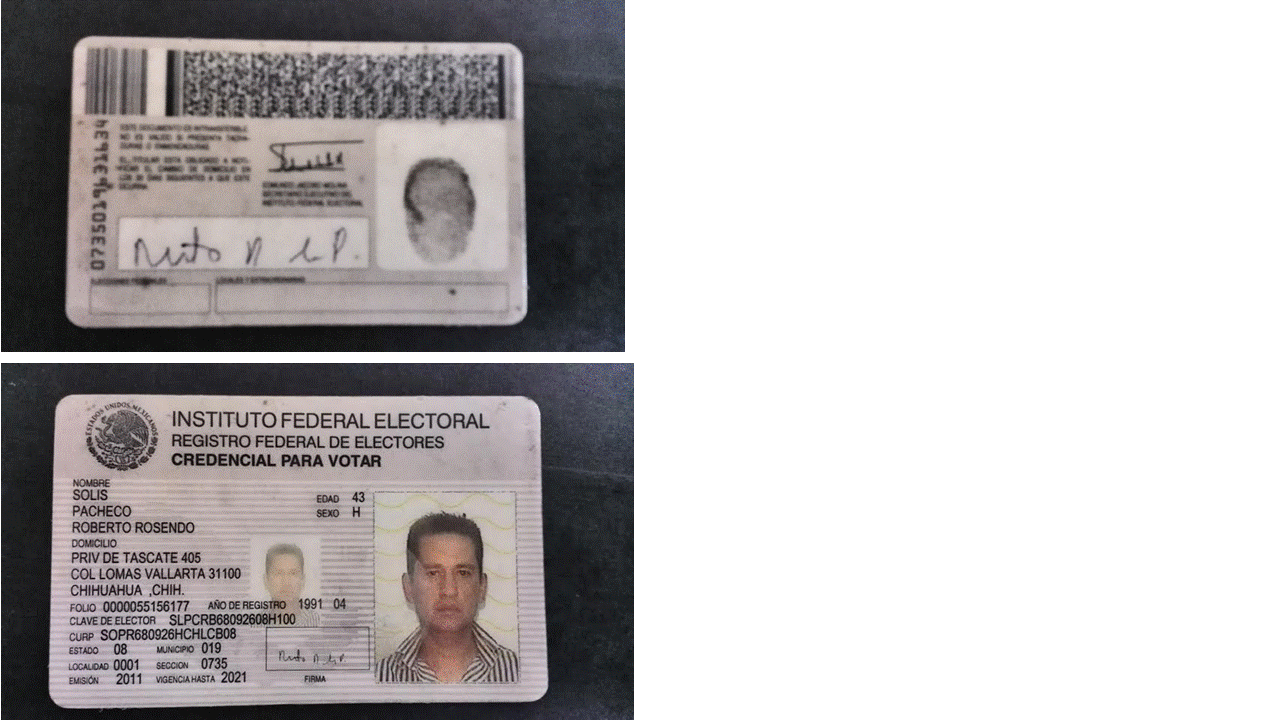 ESTE DOCUMENTO ES INTRANSFERIBLE,
NO ES VALIDO SI PRESENTA TACHA-
DURAS O ENMENDADURAS
EL TITULAR ESTA OBLIGADO A NOTI-
FICAR EL CAMBIO DE DOMICILIO EN
LOS 30 DIAS SIGUIENTES A QUE ESTE
OCURRA
EDMUNDO JACOBO MOLINA
SECRETARIO EJECUTIVO DEL
INSTITUTO FEDERAL ELECTORAL
ELECCIONES FEDERALES
LOCALES Y EXTRAORDINARIAS
ESTADOS UNIDOS MEXICANOS
INSTITUTO FEDERAL ELECTORAL
REGISTRO FEDERAL DE ELECTORES
CREDENCIAL PARA VOTAR
NOMBRE
SOLIS
EDAD 43
PACHECO
SEXO H
ROBERTO ROSENDO
DOMICILIO
PRIV DE TASCATE 405
COL LOMAS VALLARTA 31100
CHIHUAHUA ,CHIH.
FOLIO 0000055156177 AÑO DE REGISTRO 1991 04
CLAVE DE ELECTOR SLPCRB68092608H100
CURP SOPR680926HCHLCB08
ESTADO 08 MUNICIPIO 019
LOCALIDAD 0001 SECCION 0735
EMISIÓN 2011 VIGENCIA HASTA 2021
FIRMA